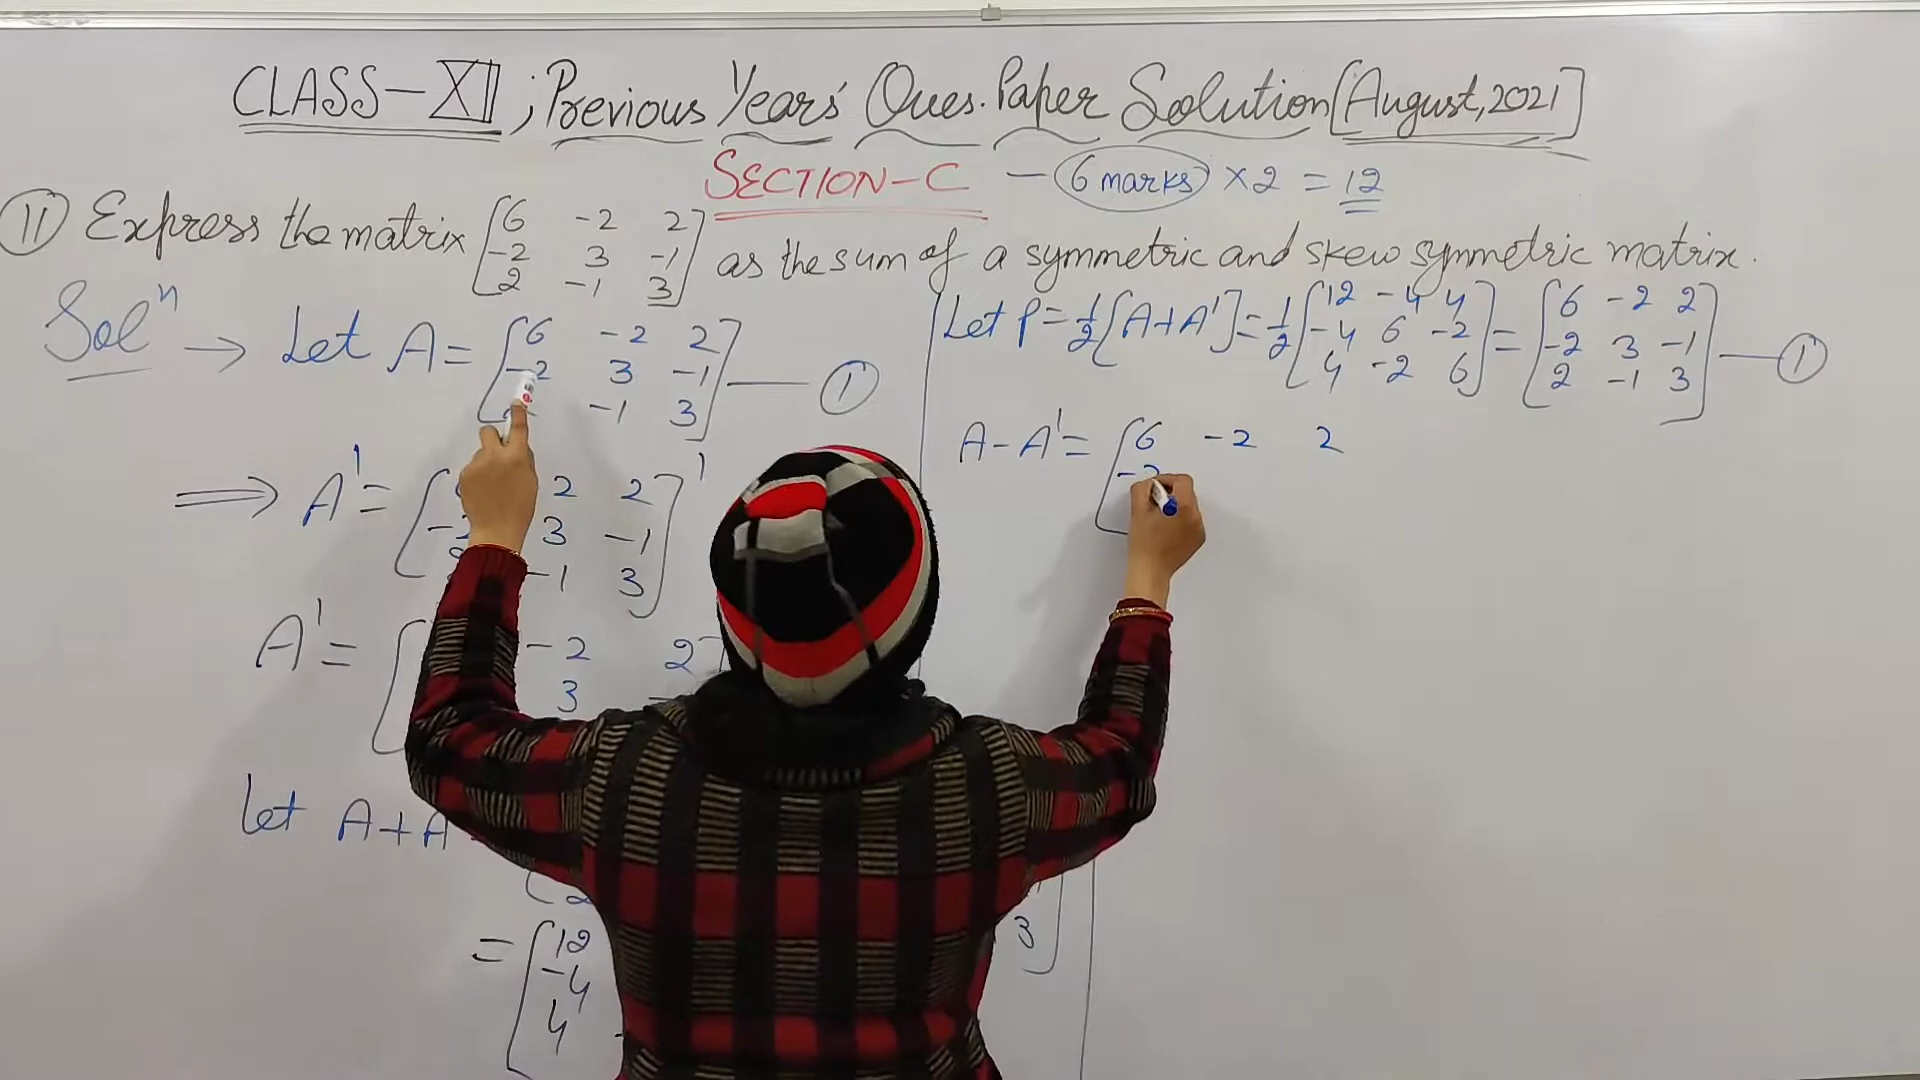 CLASS-XII; Previous Years' Ques. Paper Solution [August, 2021]
SECTION-C - 6 marks × 2 = 12
11 Express the matrix [6 -2 2
-2 3 -1
2 -1 3] as the sum of a symmetric and skew symmetric matrix.
Solⁿ → Let A = [6 -2 2
-2 3 -1
-1 3] — 1
⟹ A' = [2 2
3 -1
-1 3]'
A' = [-2 2
3
Let A+A
2
3]
= [12
-4
4
Let P = 1/2 [A+A'] = 1/2 [12 -4 4
-4 6 -2
4 -2 6] = [6 -2 2
-2 3 -1
2 -1 3] — 1
A - A' = [6 -2 2
-2